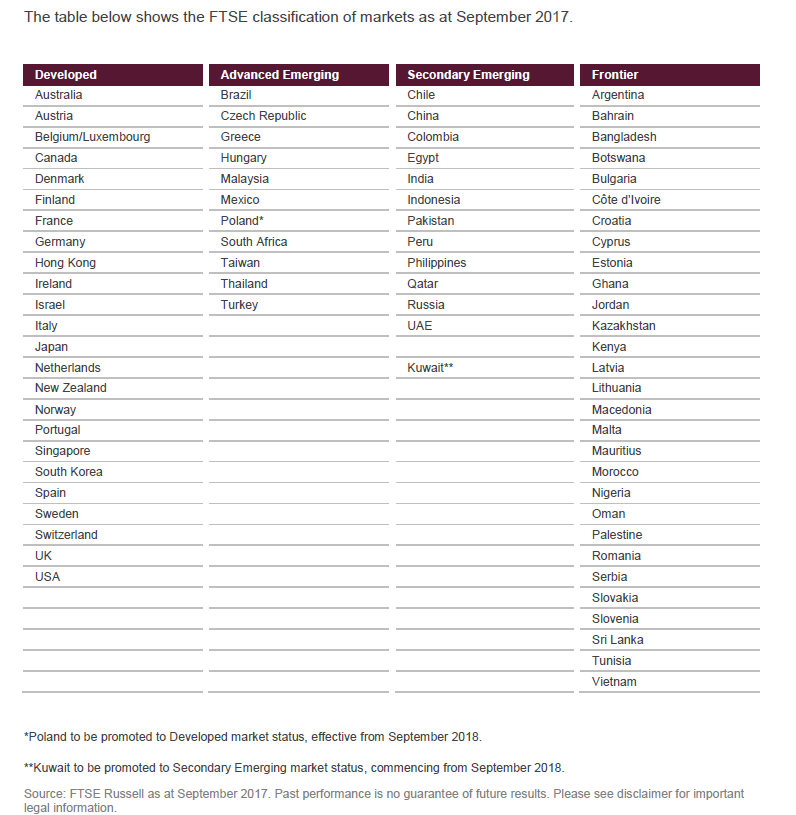 The table below shows the FTSE classification of markets as at September 2017.
Developed Advanced Emerging Secondary Emerging Frontier
Australia Brazil Chile Argentina
Austria Czech Republic China Bahrain
Belgium/Luxembourg Greece Colombia Bangladesh
Canada Hungary Egypt Botswana
Denmark Malaysia India Bulgaria
Finland Mexico Indonesia Côte d'Ivoire
France Poland* Pakistan Croatia
Germany South Africa Peru Cyprus
Hong Kong Taiwan Philippines Estonia
Ireland Thailand Qatar Ghana
Israel Turkey Russia Jordan
Italy UAE Kazakhstan
Japan Kenya
Netherlands Kuwait** Latvia
New Zealand Lithuania
Norway Macedonia
Portugal Malta
Singapore Mauritius
South Korea Morocco
Spain Nigeria
Sweden Oman
Switzerland Palestine
UK Romania
USA Serbia
Slovakia
Slovenia
Sri Lanka
Tunisia
Vietnam
*Poland to be promoted to Developed market status, effective from September 2018.
**Kuwait to be promoted to Secondary Emerging market status, commencing from September 2018.
Source: FTSE Russell as at September 2017. Past performance is no guarantee of future results. Please see disclaimer for important
legal information.